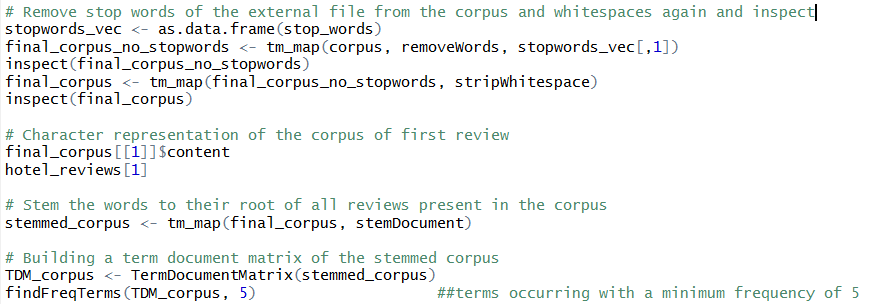 # Remove stop words of the external file from the corpus and whitespaces again and inspect
stopwords_vec <- as.data.frame(stop_words)
final_corpus_no_stopwords <- tm_map(corpus, removeWords, stopwords_vec[,1])
inspect(final_corpus_no_stopwords)
final_corpus <- tm_map(final_corpus_no_stopwords, stripWhitespace)
inspect(final_corpus)
# Character representation of the corpus of first review
final_corpus[[1]]$content
hotel_reviews[1]
# Stem the words to their root of all reviews present in the corpus
stemmed_corpus <- tm_map(final_corpus, stemDocument)
# Building a term document matrix of the stemmed corpus
TDM_corpus <- TermDocumentMatrix(stemmed_corpus)
findFreqTerms(TDM_corpus, 5) ##terms occurring with a minimum frequency of 5